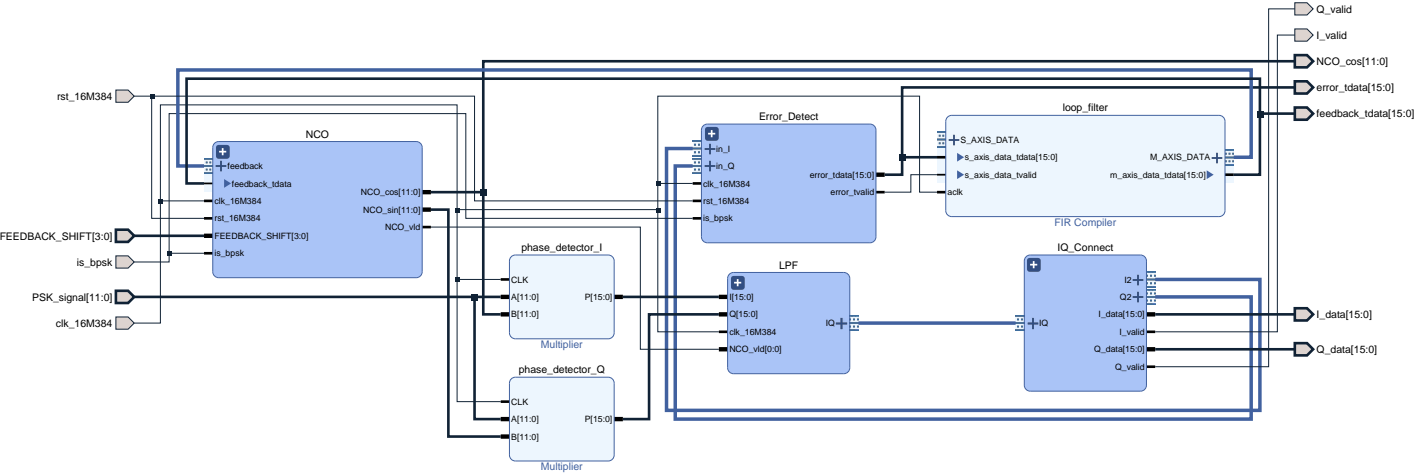 Q_valid
I_valid
NCO_cos[11:0]
error_tdata[15:0]
feedback_tdata[15:0]
rst_16M384
FEEDBACK_SHIFT[3:0]
is_bpsk
PSK_signal[11:0]
clk_16M384
NCO
feedback
feedback_tdata
clk_16M384
rst_16M384
FEEDBACK_SHIFT[3:0]
is_bpsk
NCO_cos[11:0]
NCO_sin[11:0]
NCO_vld
phase_detector_I
CLK
A[11:0]
B[11:0]
P[15:0]
Multiplier
phase_detector_Q
CLK
A[11:0]
B[11:0]
P[15:0]
Multiplier
Error_Detect
in_I
in_Q
clk_16M384
rst_16M384
is_bpsk
error_tdata[15:0]
error_tvalid
LPF
I[15:0]
Q[15:0]
clk_16M384
NCO_vld[0:0]
IQ
loop_filter
S_AXIS_DATA
s_axis_data_tdata[15:0]
s_axis_data_tvalid
aclk
M_AXIS_DATA
m_axis_data_tdata[15:0]
FIR Compiler
IQ_Connect
IQ
I2
Q2
I_data[15:0]
I_valid
Q_data[15:0]
Q_valid
I_data[15:0]
Q_data[15:0]